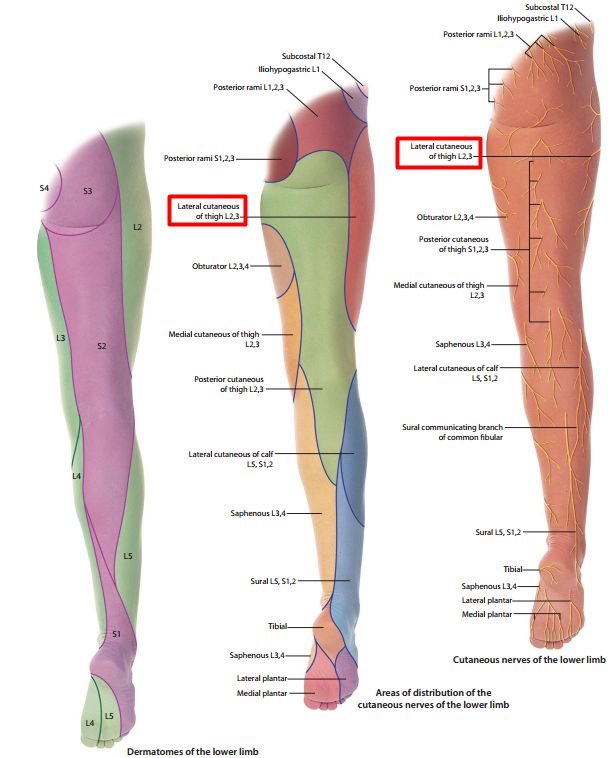 S4
S3
L2
L3
S2
L4
L5
S1
L4
L5
Dermatomes of the lower limb
Subcostal T12
Iliohypogastric L1
Posterior rami L1,2,3
Posterior rami S1,2,3
Lateral cutaneous
of thigh L2,3
Obturator L2,3,4
Medial cutaneous of thigh
L2,3
Posterior cutaneous
of thigh L2,3
Lateral cutaneous of calf
L5, S1,2
Saphenous L3,4
Sural L5, S1,2
Tibial
Saphenous L3,4
Lateral plantar
Medial plantar
Areas of distribution of the
cutaneous nerves of the lower limb
Subcostal T12
Iliohypogastric L1
Posterior rami L1,2,3
Posterior rami S1,2,3
Lateral cutaneous
of thigh L2,3
Obturator L2,3,4
Posterior cutaneous
of thigh S1,2,3
Medial cutaneous of thigh
L2,3
Saphenous L3,4
Lateral cutaneous of calf
L5, S1,2
Sural communicating branch
of common fibular
Sural L5, S1,2
Tibial
Saphenous L3,4
Lateral plantar
Medial plantar
Cutaneous nerves of the lower limb